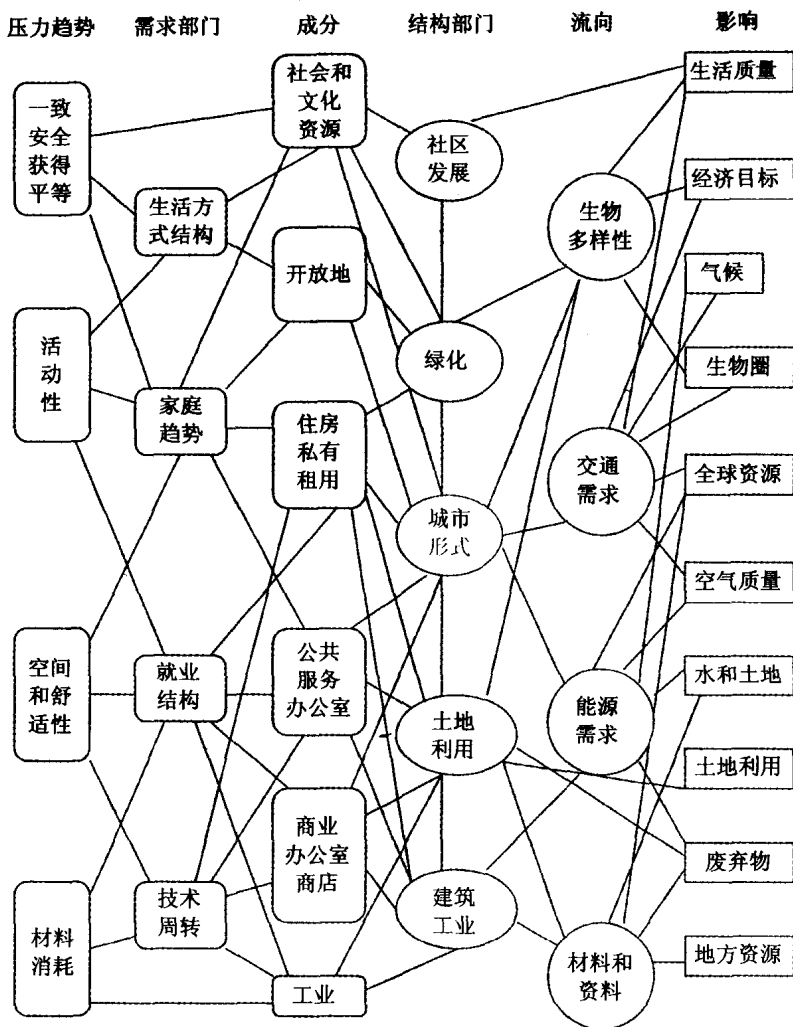 压力趋势 需求部门 成分 结构部门 流向 影响
一致
安全
获得
平等
活
动
性
空间
和舒
适性
材料
消耗
生活方
式结构
家庭
趋势
就业
结构
技术
周转
社会和
文化
资源
开放地
住房
私有
租用
公共
服务
办公室
商业
办公室
商店
工业
社区
发展
绿化
城市
形式
土地
利用
建筑
工业
生物
多样性
交通
需求
能源
需求
材料和
资料
生活质量
经济目标
气候
生物圈
全球资源
空气质量
水和土地
土地利用
废弃物
地方资源